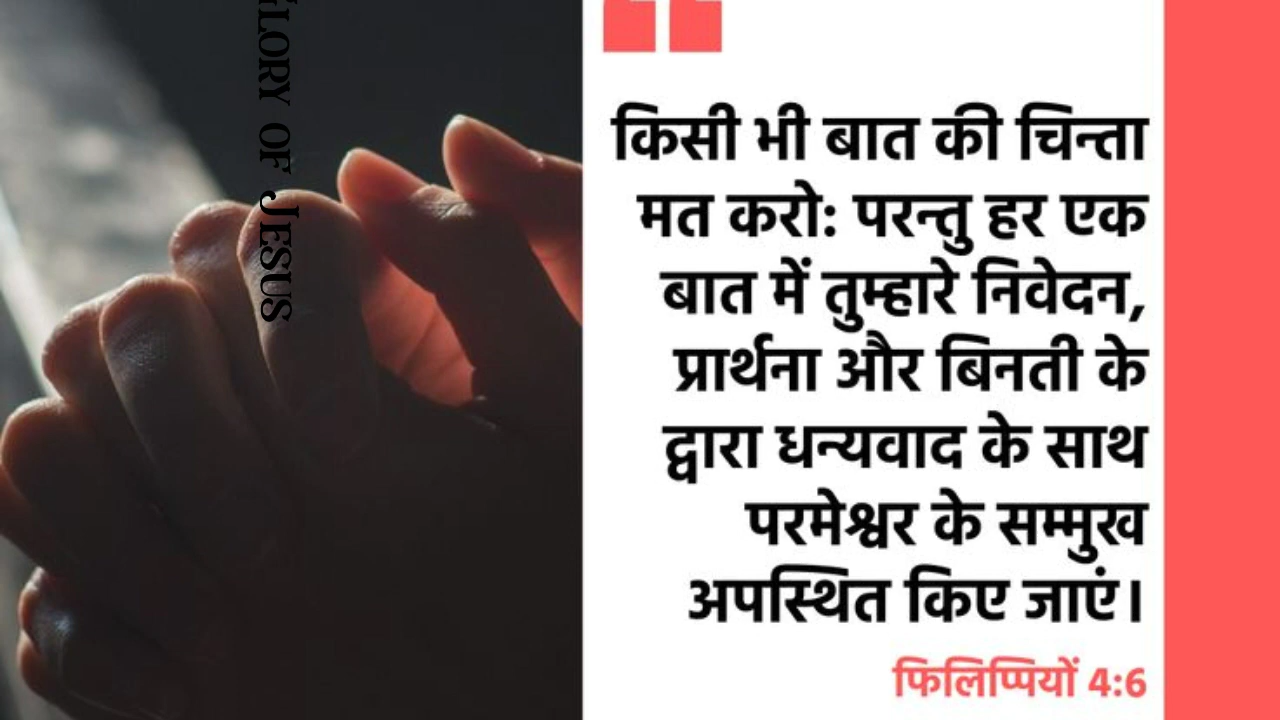 GLORY OF JESUS
किसी भी बात की चिन्ता
मत करो: परन्तु हर एक
बात में तुम्हारे निवेदन,
प्रार्थना और बिनती के
द्वारा धन्यवाद के साथ
परमेश्वर के सम्मुख
अपस्थित किए जाएं।
फिलिप्पियों 4:6